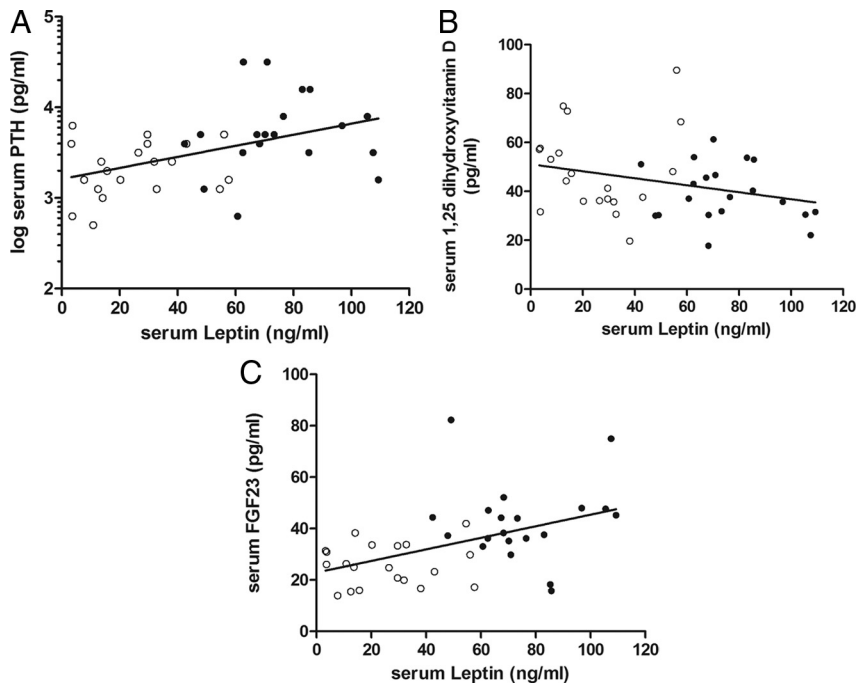 A
log serum PTH (pg/ml)
5
4
3
2
0 20 40 60 80 100 120
serum Leptin (ng/ml)
B
serum 1,25 dihydroxyvitamin D
(pg/ml)
100
80
60
40
20
0
0 20 40 60 80 100 120
serum Leptin (ng/ml)
C
serum FGF23 (pg/ml)
100
80
60
40
20
0
0 20 40 60 80 100 120
serum Leptin (ng/ml)